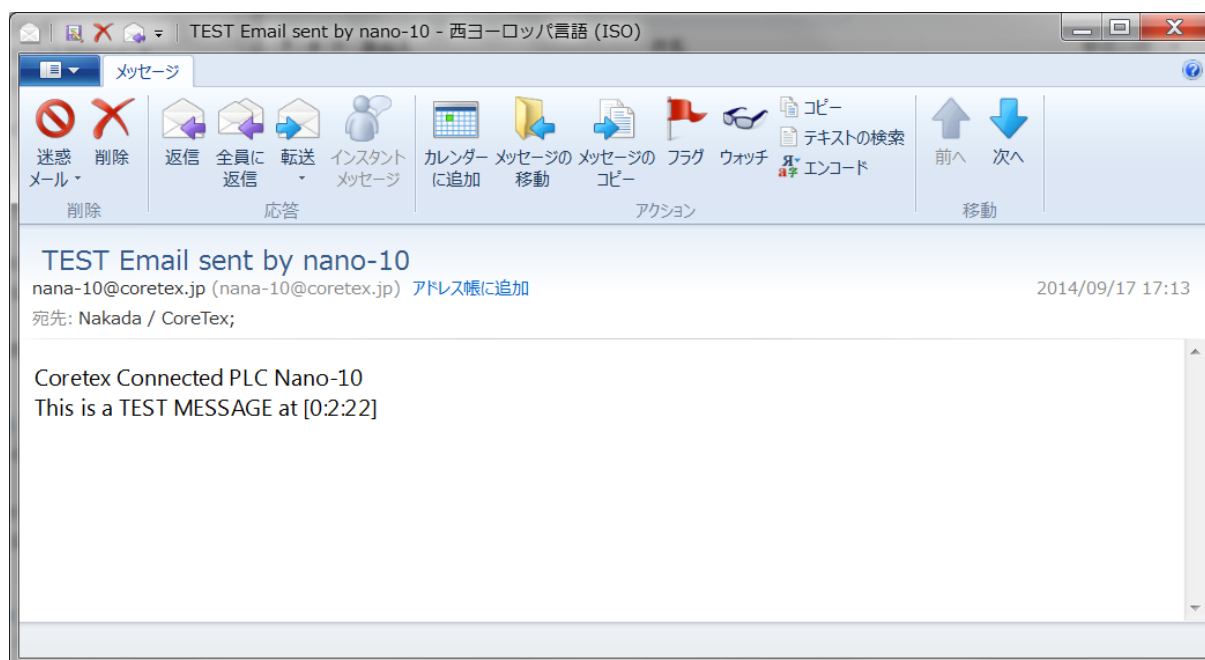 TEST Email sent by nano-10 - 西ヨーロッパ言語 (ISO)
メッセージ
迷惑メール
削除
返信
全員に返信
転送
インスタント メッセージ
カレンダーに追加
メッセージの移動
メッセージのコピー
フラグ
ウォッチ
コピー
テキストの検索
エンコード
前へ
次へ
削除
応答
アクション
移動
TEST Email sent by nano-10
nana-10@coretex.jp (nana-10@coretex.jp) アドレス帳に追加
2014/09/17 17:13
宛先: Nakada / CoreTex;
Coretex Connected PLC Nano-10
This is a TEST MESSAGE at [0:2:22]